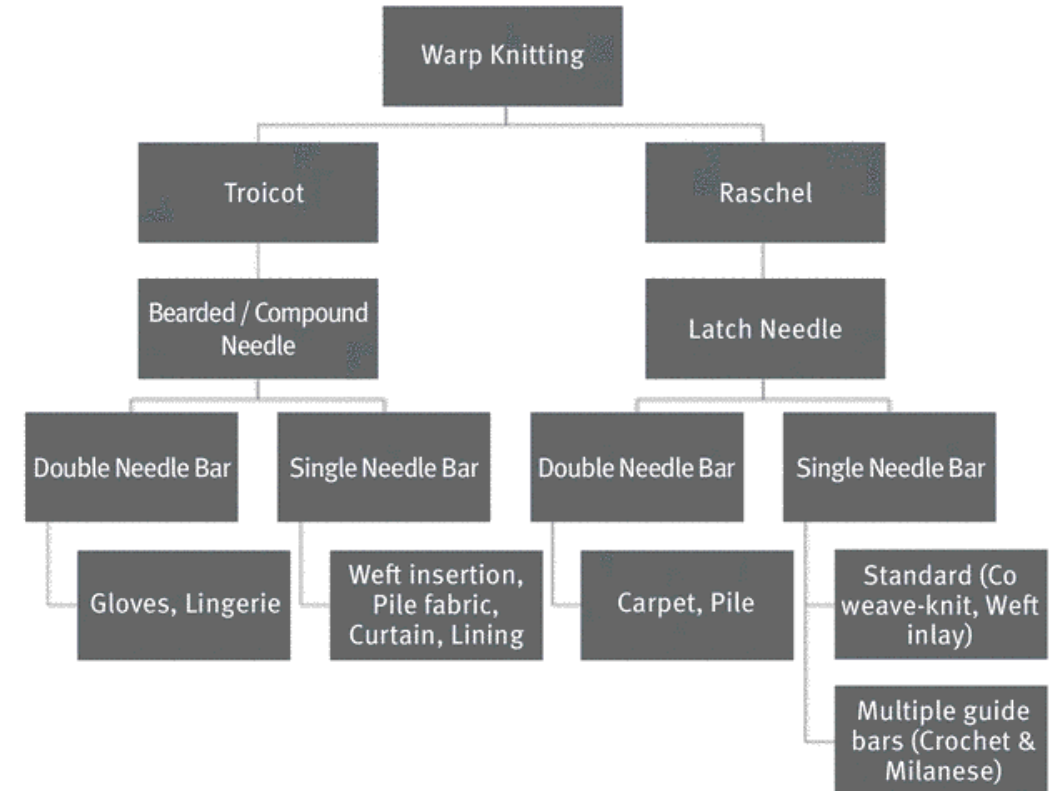 Warp Knitting
Troicot
Raschel
Bearded / Compound
Needle
Latch Needle
Double Needle Bar
Single Needle Bar
Double Needle Bar
Single Needle Bar
Gloves, Lingerie
Weft insertion,
Pile fabric,
Curtain, Lining
Carpet, Pile
Standard (Co
weave-knit, Weft
inlay)
Multiple guide
bars (Crochet &
Milanese)